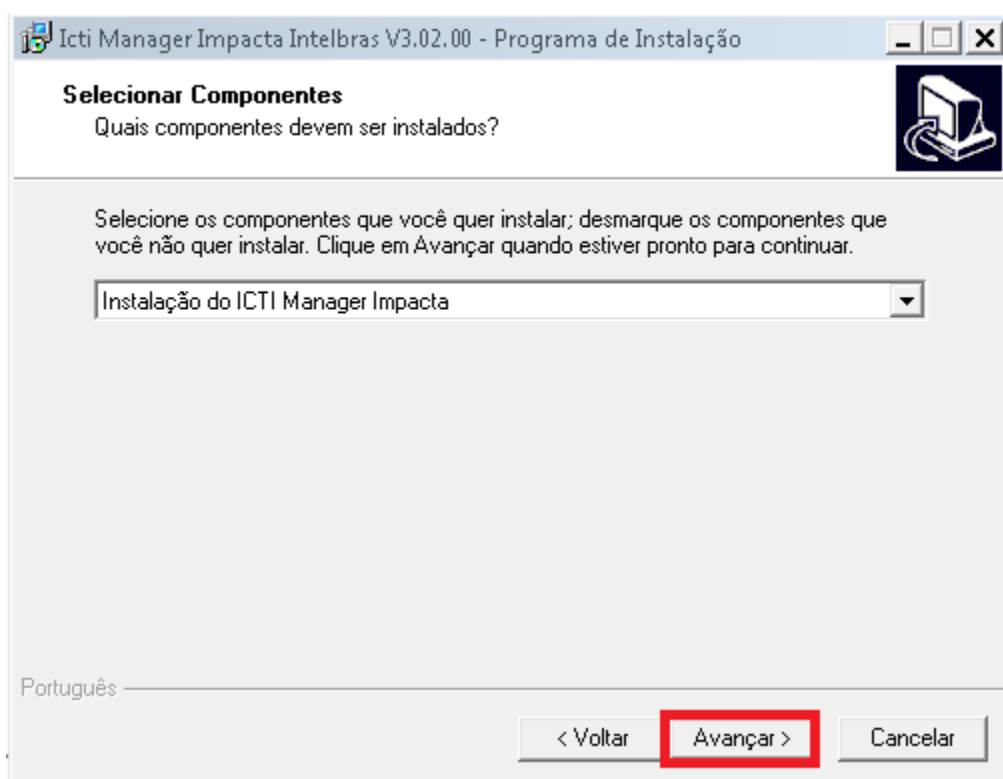 Icti Manager Impacta Intelbras V3.02.00 - Programa de Instalação
Selecionar Componentes
Quais componentes devem ser instalados?
Selecione os componentes que você quer instalar; desmarque os componentes que
você não quer instalar. Clique em Avançar quando estiver pronto para continuar.
Instalação do ICTI Manager Impacta
Português
< Voltar
Avançar >
Cancelar